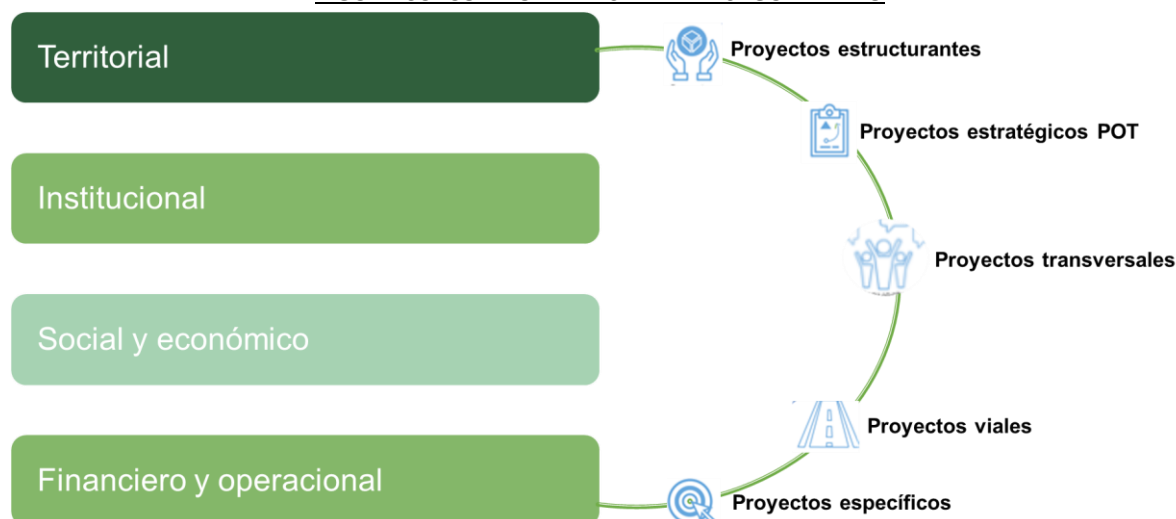 Territorial
Proyectos estructurantes
Proyectos estratégicos POT
Institucional
Proyectos transversales
Social y económico
Proyectos viales
Financiero y operacional
Proyectos específicos